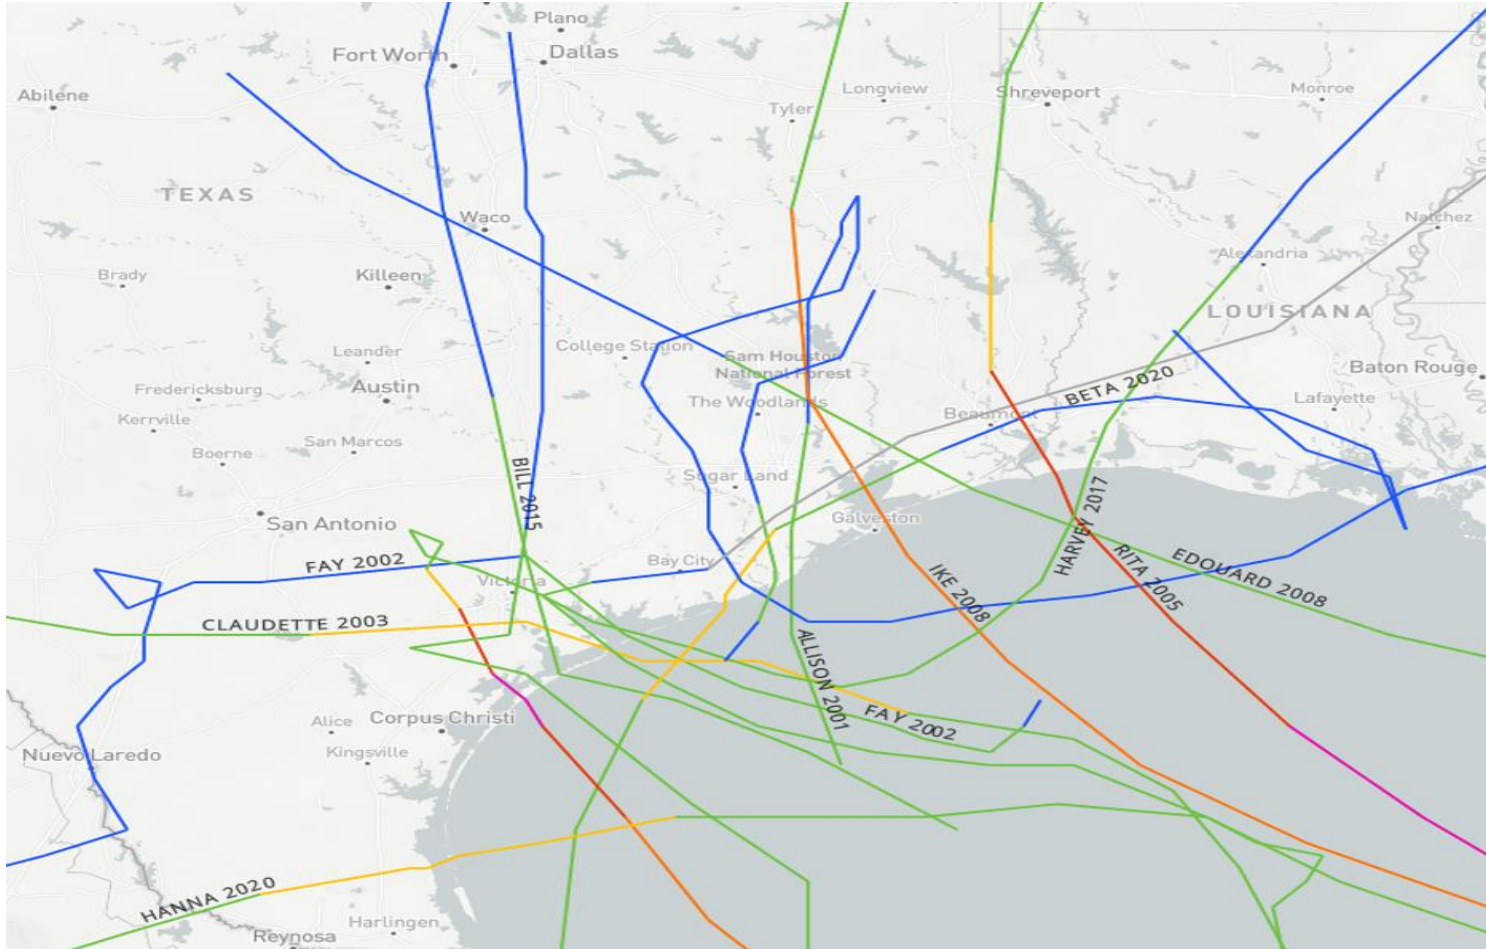 Plano
Fort Worth
Dallas
Abilene
Longview
Shreveport
Monroe
Tyler
TEXAS
Waco
Natchez
Brady
Killeen
Alexandria
LOUISIANA
Leander
College Station
Sam Houston
National Forest
Baton Rouge
Fredericksburg
Austin
BETA 2020
Kerrville
The Woodlands
Beaumont
Lafayette
San Marcos
Boerne
Sugar Land
BILL 2015
San Antonio
Galveston
HARVEY 2017
FAY 2002
Bay City
Victoria
IKE 2008
RITA 2005
EDOUARD 2008
CLAUDETTE 2003
ALLISON 2001
FAY 2002
Alice
Corpus Christi
Nuevo Laredo
Kingsville
HANNA 2020
Harlingen
Reynosa